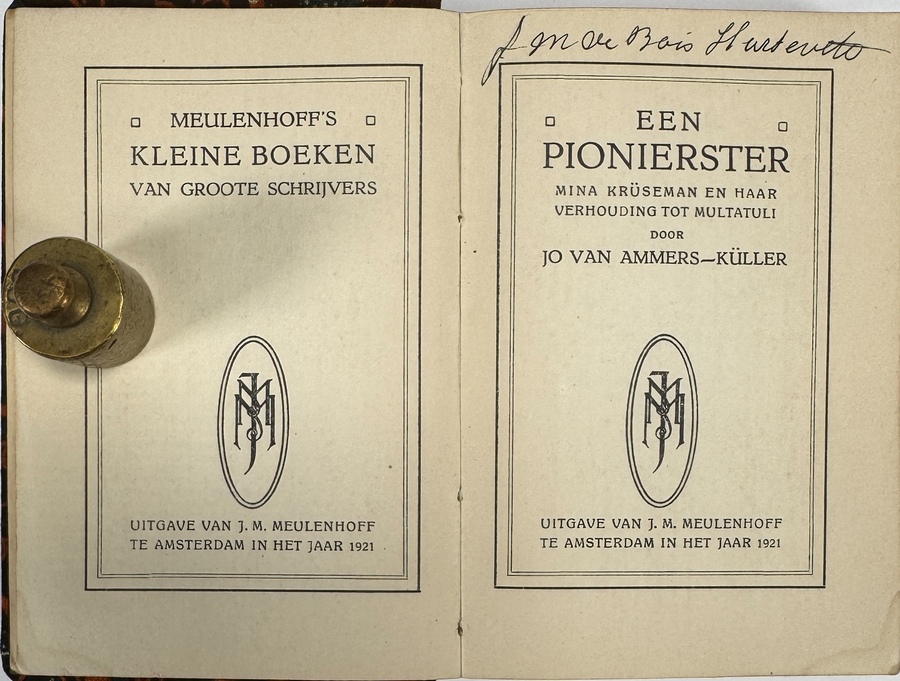 MEULENHOFF'S
KLEINE BOEKEN
VAN GROOTE SCHRIJVERS
UITGAVE VAN J. M. MEULENHOFF
TE AMSTERDAM IN HET JAAR 1921
J M de Bois
EEN
PIONIERSTER
MINA KRÜSEMAN EN HAAR
VERHOUDING TOT MULTATULI
DOOR
JO VAN AMMERS—KÜLLER
UITGAVE VAN J. M. MEULENHOFF
TE AMSTERDAM IN HET JAAR 1921